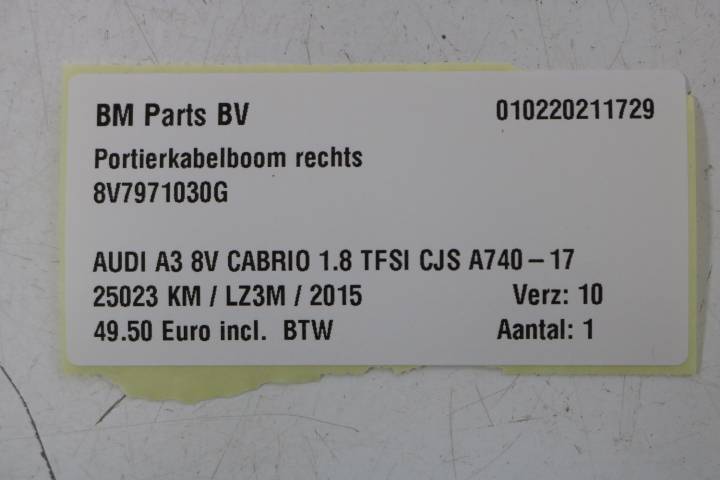 BM Parts BV 010220211729
Portierkabelboom rechts
8V7971030G
AUDI A3 8V CABRIO 1.8 TFSI CJS A740 – 17
25023 KM / LZ3M / 2015 Verz: 10
49.50 Euro incl. BTW Aantal: 1